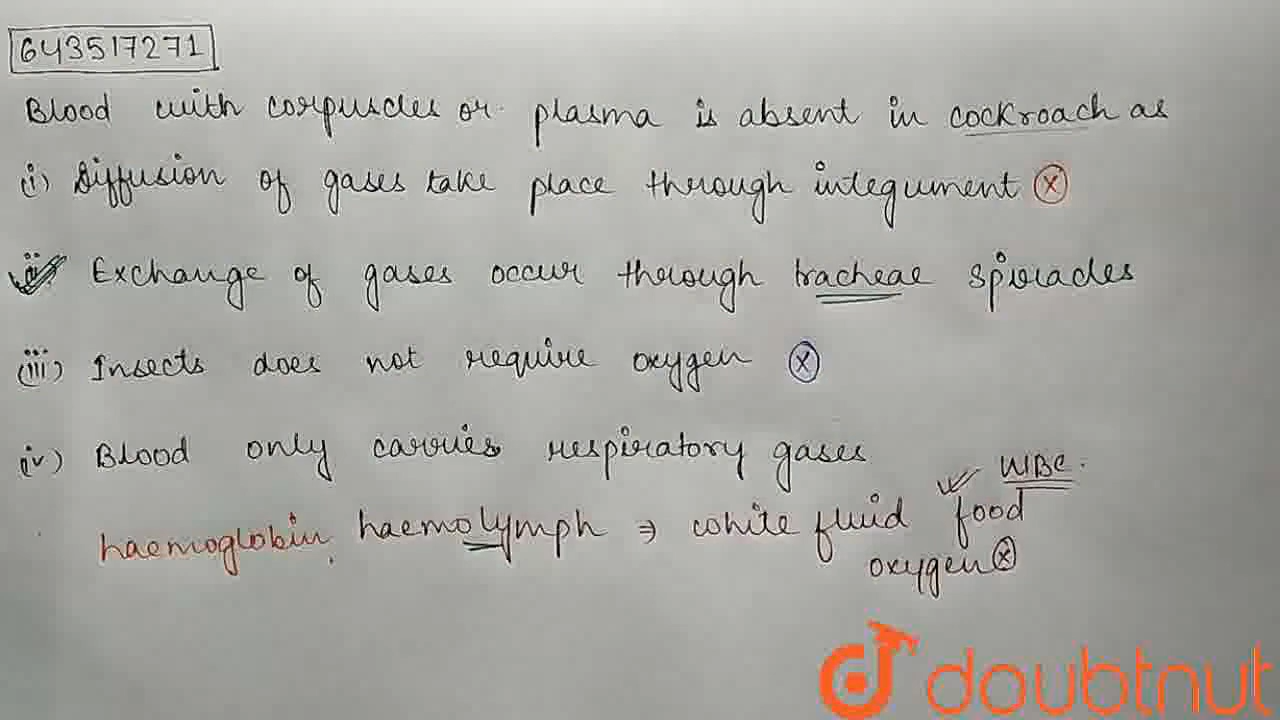 643517271
Blood with corpuscles or plasma is absent in cockroach as
(i) Diffusion of gases take place through integument (x)
(ii) Exchange of gases occur through tracheae spiracles
(iii) Insects does not require oxygen (x)
(iv) Blood only carries respiratory gases
WBC.
haemoglobin, haemolymph ⇒ white fluid food
oxygen (x)
doubtnut